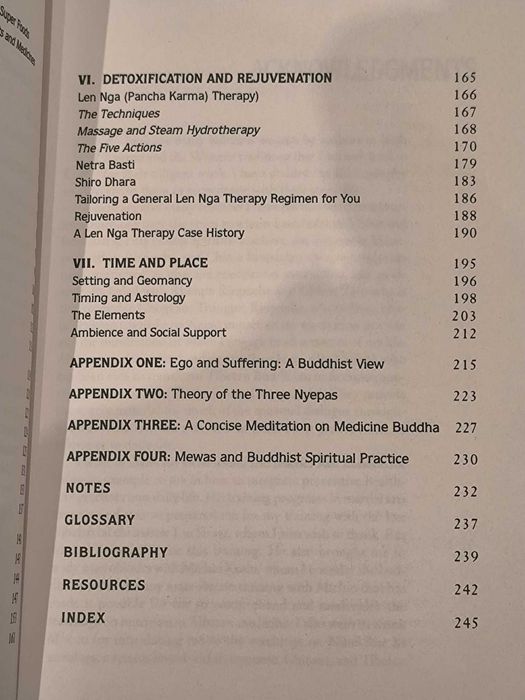 Super Foods
s and Medicines
VI. DETOXIFICATION AND REJUVENATION 165
Len Nga (Pancha Karma) Therapy) 166
The Techniques 167
Massage and Steam Hydrotherapy 168
The Five Actions 170
Netra Basti 179
Shiro Dhara 183
Tailoring a General Len Nga Therapy Regimen for You 186
Rejuvenation 188
A Len Nga Therapy Case History 190
VII. TIME AND PLACE 195
Setting and Geomancy 196
Timing and Astrology 198
The Elements 203
Ambience and Social Support 212
APPENDIX ONE: Ego and Suffering: A Buddhist View 215
APPENDIX TWO: Theory of the Three Nyepas 223
APPENDIX THREE: A Concise Meditation on Medicine Buddha 227
APPENDIX FOUR: Mewas and Buddhist Spiritual Practice 230
NOTES 232
GLOSSARY 237
BIBLIOGRAPHY 239
RESOURCES 242
INDEX 245